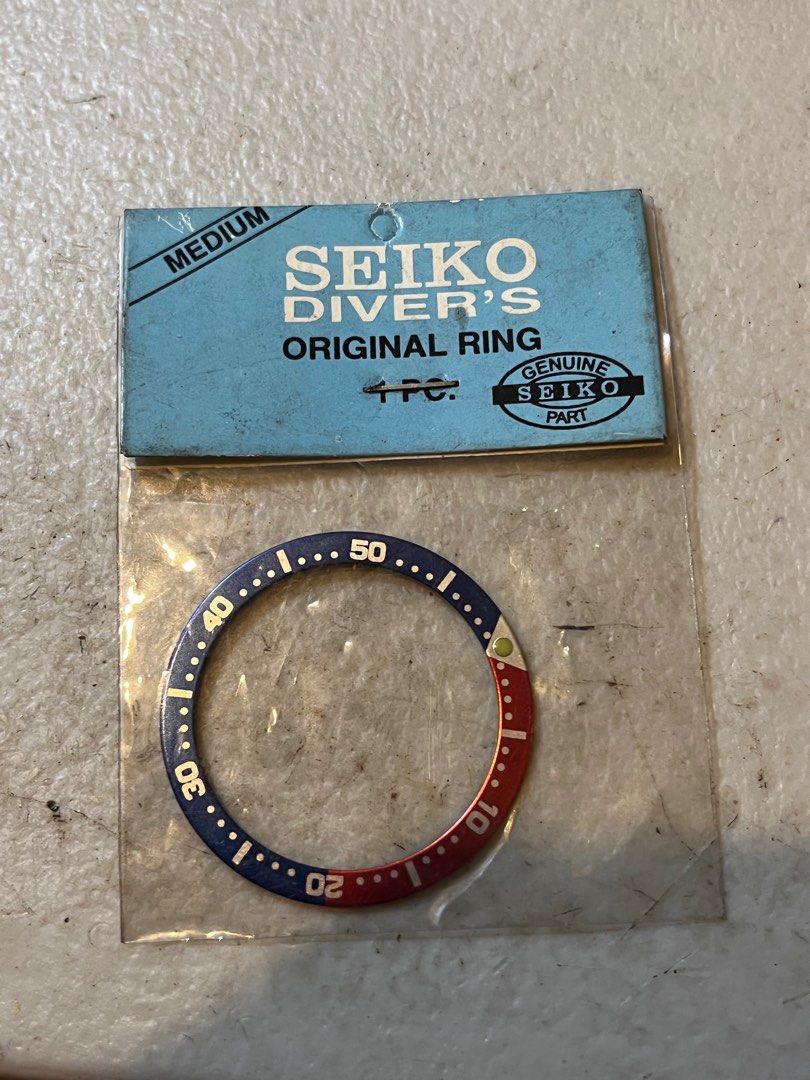 MEDIUM
SEIKO
DIVER'S
ORIGINAL RING
1 PC.
GENUINE
SEIKO
PART
50
40
30
20
10